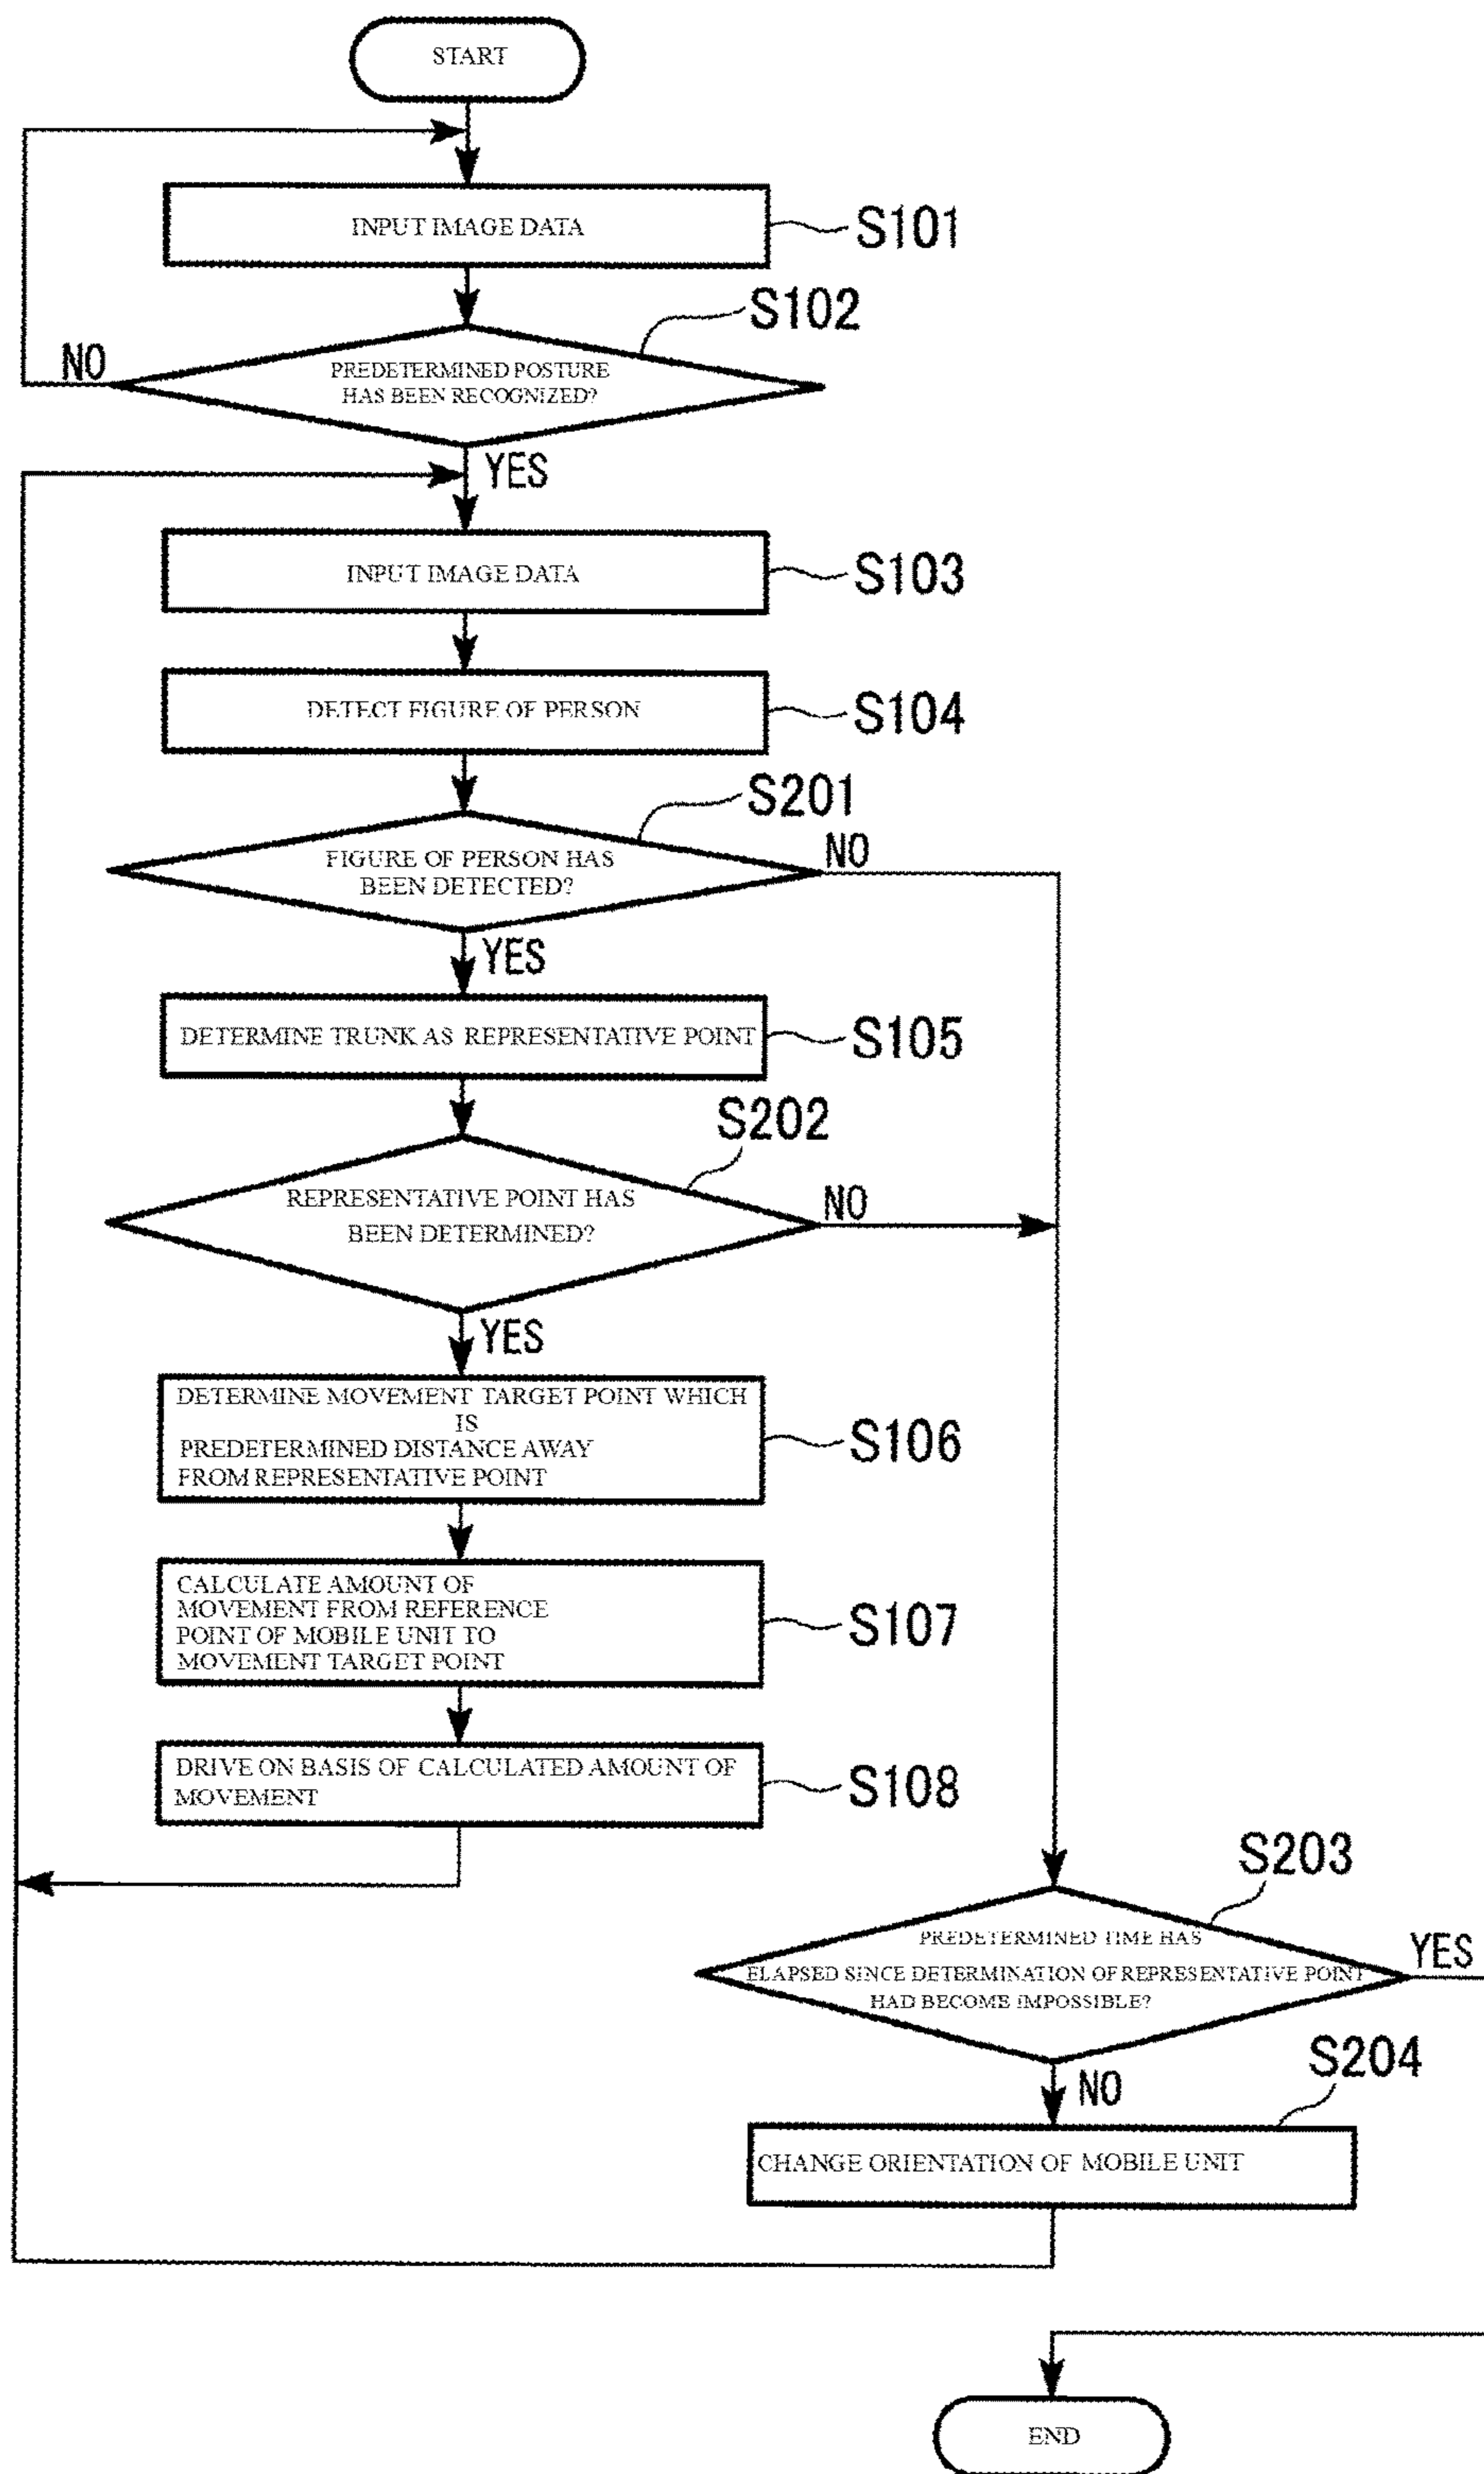 START
INPUT IMAGE DATA
S101
S102
NO
PREDETERMINED POSTURE
HAS BEEN RECOGNIZED?
YES
INPUT IMAGE DATA
S103
DETECT FIGURE OF PERSON
S104
S201
FIGURE OF PERSON HAS
BEEN DETECTED?
NO
YES
DETERMINE TRUNK AS REPRESENTATIVE POINT
S105
S202
REPRESENTATIVE POINT HAS
BEEN DETERMINED?
NO
YES
DETERMINE MOVEMENT TARGET POINT WHICH
IS
PREDETERMINED DISTANCE AWAY
FROM REPRESENTATIVE POINT
S106
CALCULATE AMOUNT OF
MOVEMENT FROM REFERENCE
POINT OF MOBILE UNIT TO
MOVEMENT TARGET POINT
S107
DRIVE ON BASIS OF CALCULATED AMOUNT OF
MOVEMENT
S108
S203
PREDETERMINED TIME HAS
ELAPSED SINCE DETERMINATION OF REPRESENTATIVE POINT
HAD BECOME IMPOSSIBLE?
YES
NO
S204
CHANGE ORIENTATION OF MOBILE UNIT
END